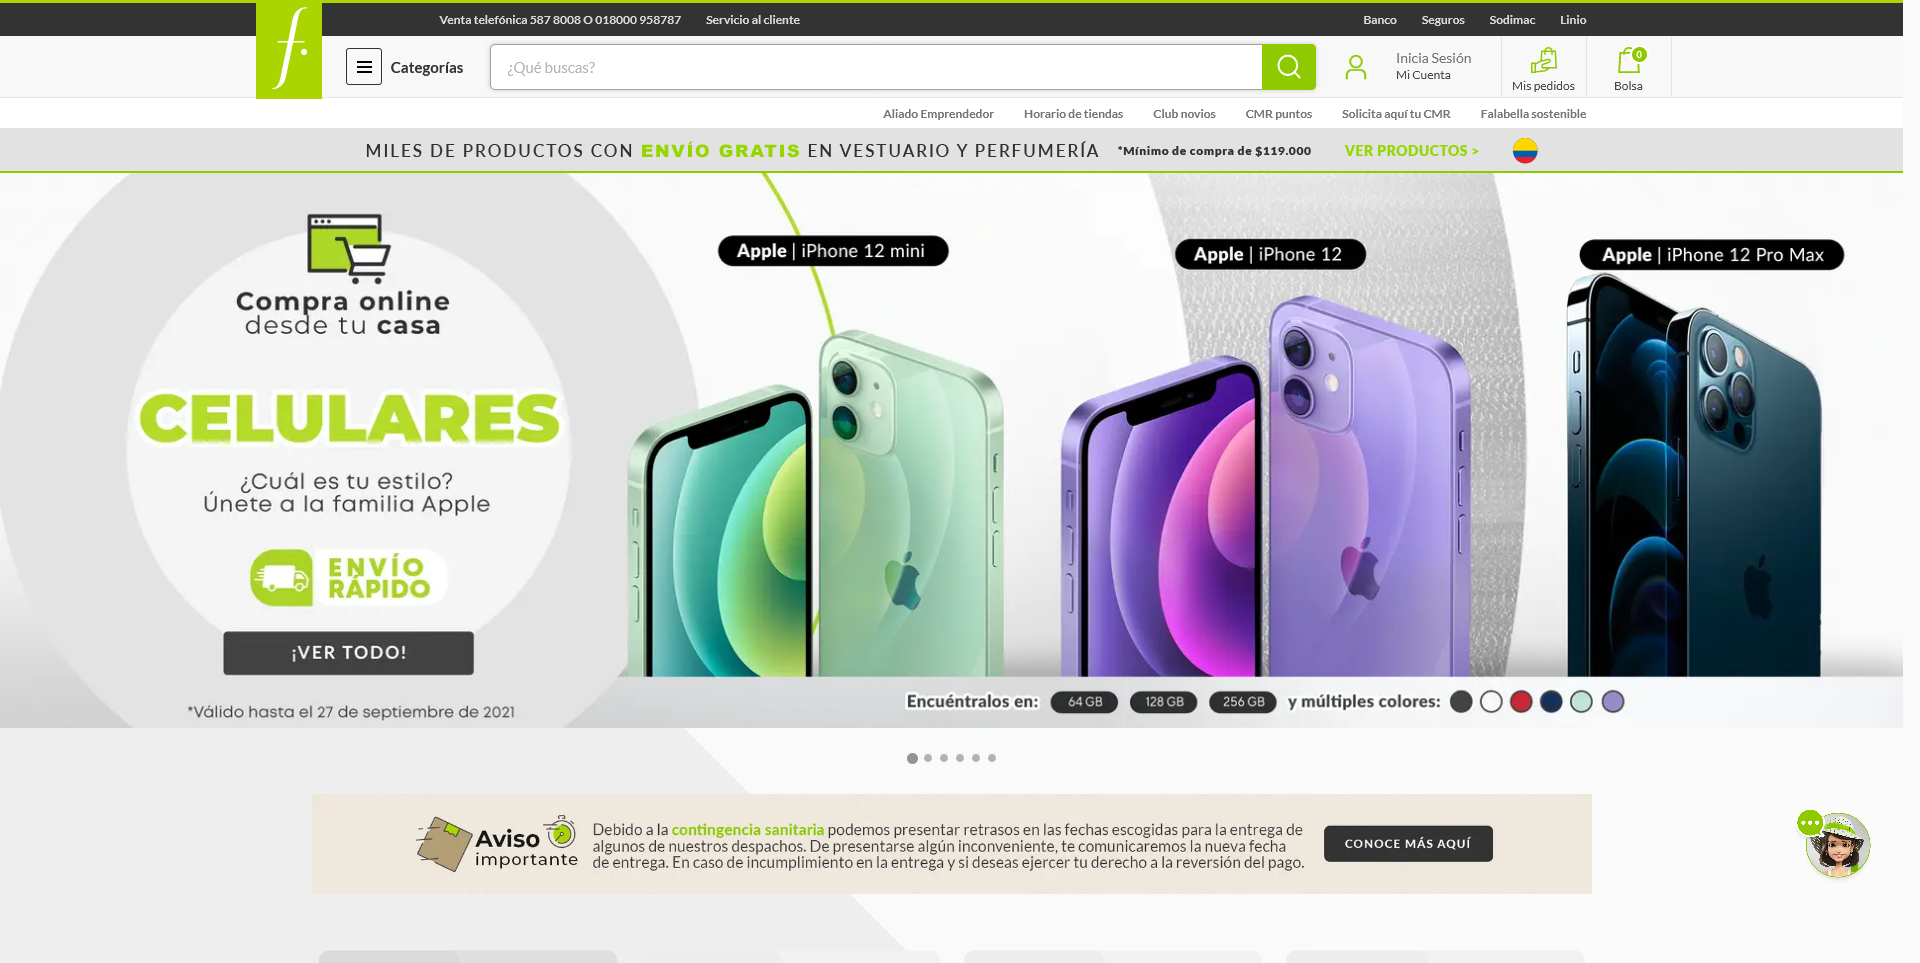 Venta telefónica 587 8008 O 018000 958787
Servicio al cliente
Banco
Seguros
Sodimac
Linio
f.
Categorías
¿Qué buscas?
Inicia Sesión
Mi Cuenta
Mis pedidos
0
Bolsa
Aliado Emprendedor
Horario de tiendas
Club novios
CMR puntos
Solicita aquí tu CMR
Falabella sostenible
MILES DE PRODUCTOS CON ENVÍO GRATIS EN VESTUARIO Y PERFUMERÍA
*Mínimo de compra de $119.000
VER PRODUCTOS >
Compra online
desde tu casa
CELULARES
¿Cuál es tu estilo?
Únete a la familia Apple
ENVÍO
RÁPIDO
¡VER TODO!
*Válido hasta el 27 de septiembre de 2021
Apple | iPhone 12 mini
Apple | iPhone 12
Apple | iPhone 12 Pro Max
Encuéntralos en:
64 GB
128 GB
256 GB
y múltiples colores:
Aviso
importante
Debido a la contingencia sanitaria podemos presentar retrasos en las fechas escogidas para la entrega de
algunos de nuestros despachos. De presentarse algún inconveniente, te comunicaremos la nueva fecha
de entrega. En caso de incumplimiento en la entrega y si deseas ejercer tu derecho a la reversión del pago.
CONOCE MÁS AQUÍ